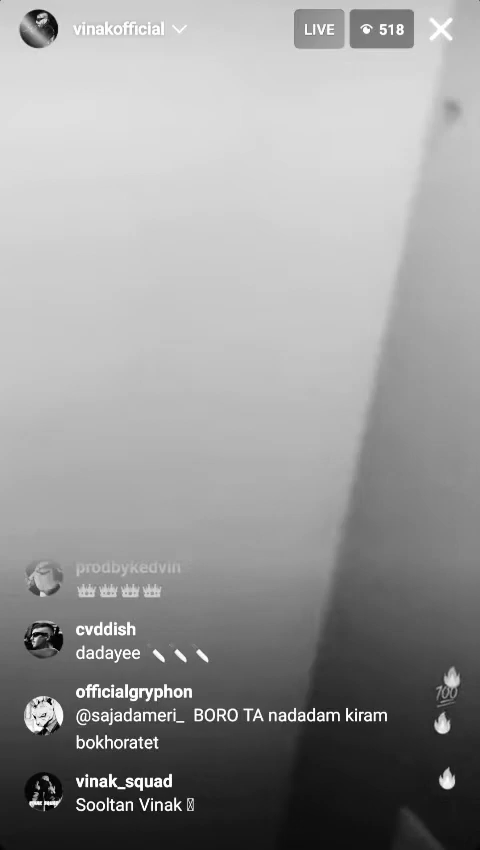 vinakofficial
LIVE
518
prodbykedvin
👑👑👑👑
cvddish
dadayee 🔪🔪🔪
officialgryphon
@sajadameri_ BORO TA nadadam kiram
bokhoratet
💯
vinak_squad
Sooltan Vinak